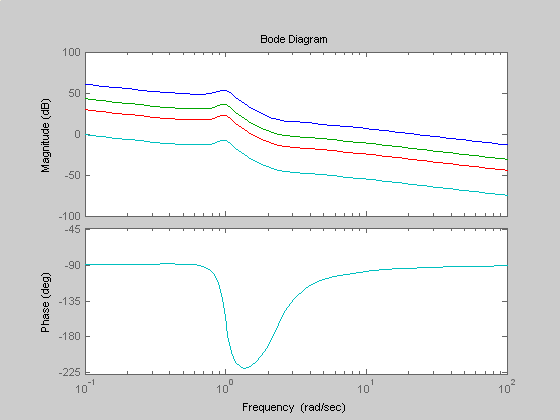 Bode Diagram
Magnitude (dB)
100
50
0
-50
-100
Phase (deg)
-45
-90
-135
-180
-225
10^-1 10^0 10^1 10^2
Frequency (rad/sec)